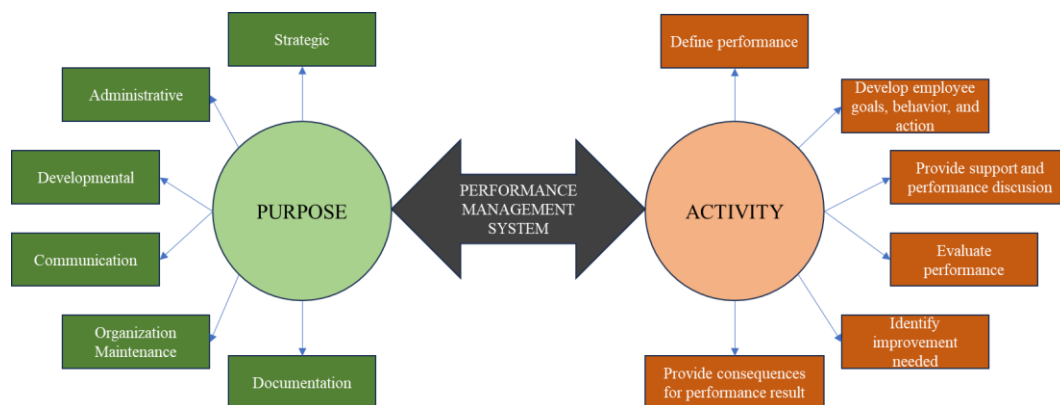 Strategic
Administrative
Developmental
Communication
Organization
Maintenance
Documentation
PURPOSE
PERFORMANCE
MANAGEMENT
SYSTEM
ACTIVITY
Define performance
Develop employee
goals, behavior, and
action
Provide support and
performance discusion
Evaluate
performance
Identify
improvement
needed
Provide consequences
for performance result